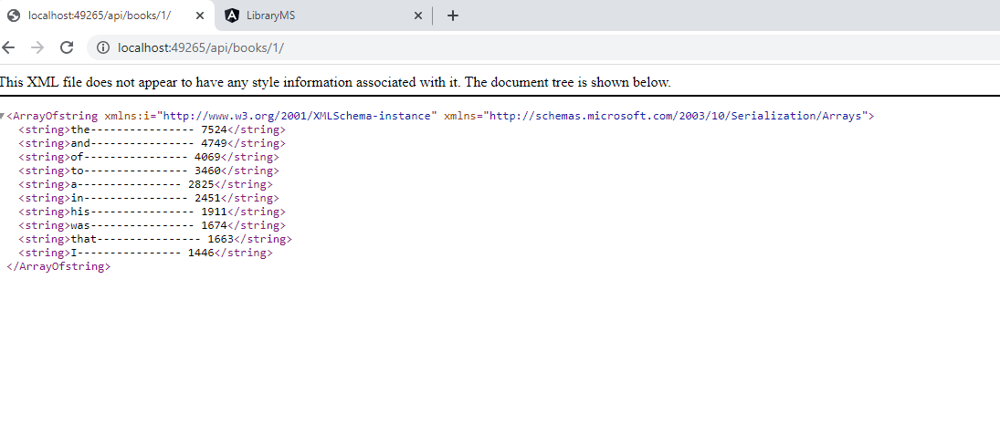 localhost:49265/api/books/1/
LibraryMS
localhost:49265/api/books/1/
This XML file does not appear to have any style information associated with it. The document tree is shown below.
<ArrayOfstring xmlns:i="http://www.w3.org/2001/XMLSchema-instance" xmlns="http://schemas.microsoft.com/2003/10/Serialization/Arrays">
<string>the---------------- 7524</string>
<string>and---------------- 4749</string>
<string>of---------------- 4069</string>
<string>to---------------- 3460</string>
<string>a---------------- 2825</string>
<string>in---------------- 2451</string>
<string>his---------------- 1911</string>
<string>was---------------- 1674</string>
<string>that---------------- 1663</string>
<string>I---------------- 1446</string>
</ArrayOfstring>